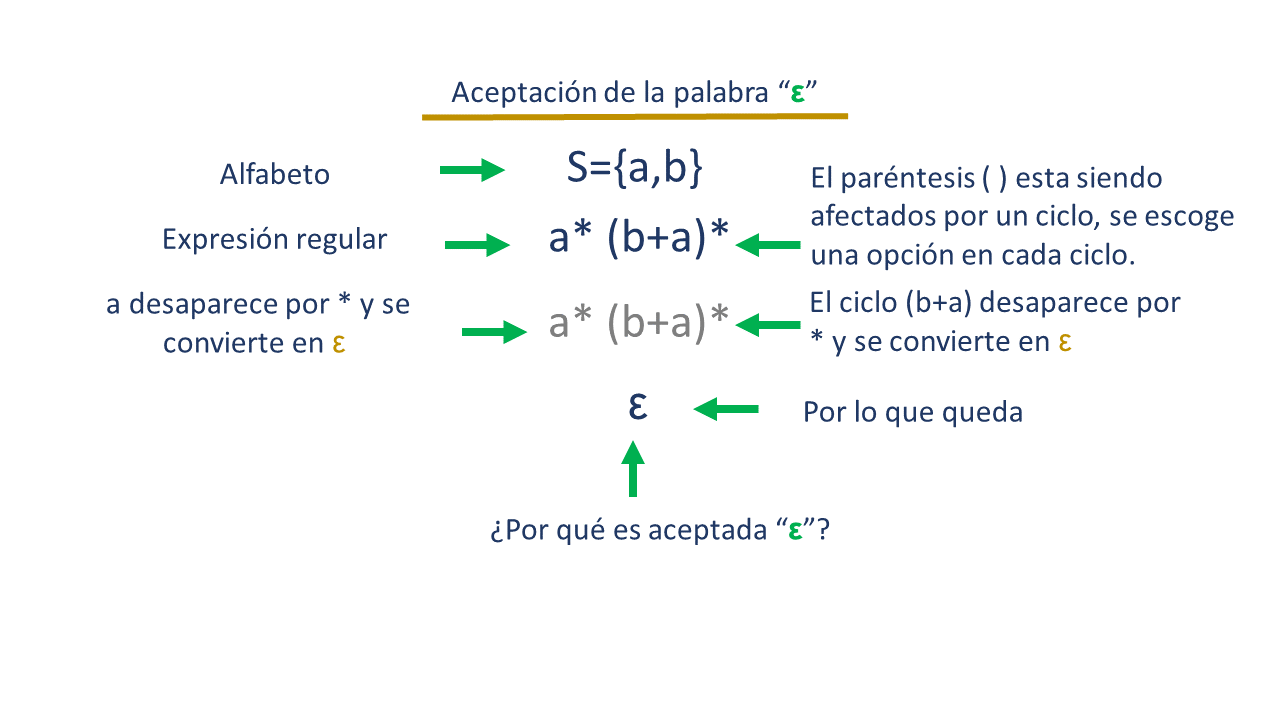 Aceptación de la palabra “ε”
Alfabeto
S={a,b}
El paréntesis ( ) esta siendo
afectados por un ciclo, se escoge
una opción en cada ciclo.
Expresión regular
a* (b+a)*
a desaparece por * y se
convierte en ε
a* (b+a)*
El ciclo (b+a) desaparece por
* y se convierte en ε
ε
Por lo que queda
¿Por qué es aceptada “ε”?